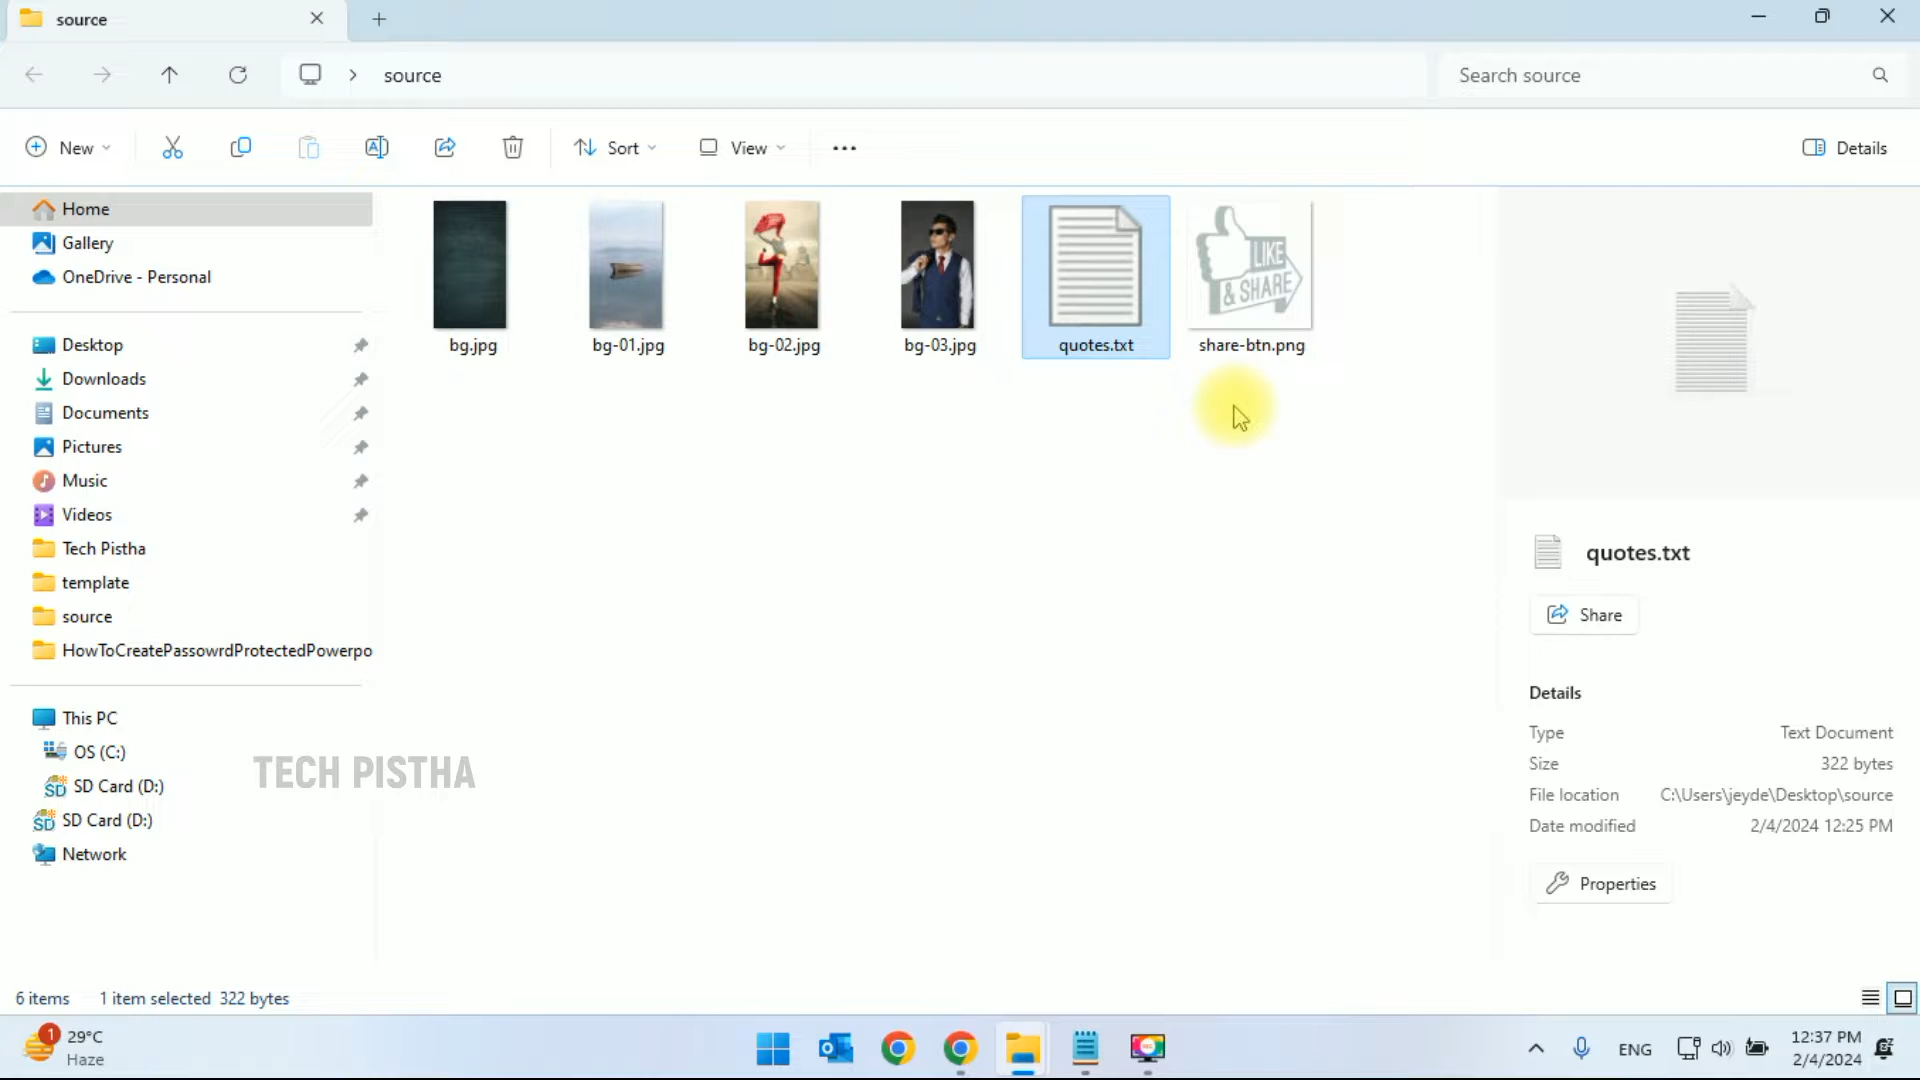 source
source
Search source
New
Sort
View
Details
Home
Gallery
OneDrive - Personal
Desktop
Downloads
Documents
Pictures
Music
Videos
Tech Pistha
template
source
HowToCreatePassowrdProtectedPowerpo
This PC
OS (C:)
SD Card (D:)
SD Card (D:)
Network
LIKE
& SHARE
bg.jpg
bg-01.jpg
bg-02.jpg
bg-03.jpg
quotes.txt
share-btn.png
TECH PISTHA
quotes.txt
Share
Details
Type Text Document
Size 322 bytes
File location C:\Users\jeyde\Desktop\source
Date modified 2/4/2024 12:25 PM
Properties
6 items 1 item selected 322 bytes
1
29°C
Haze
ENG
12:37 PM
2/4/2024